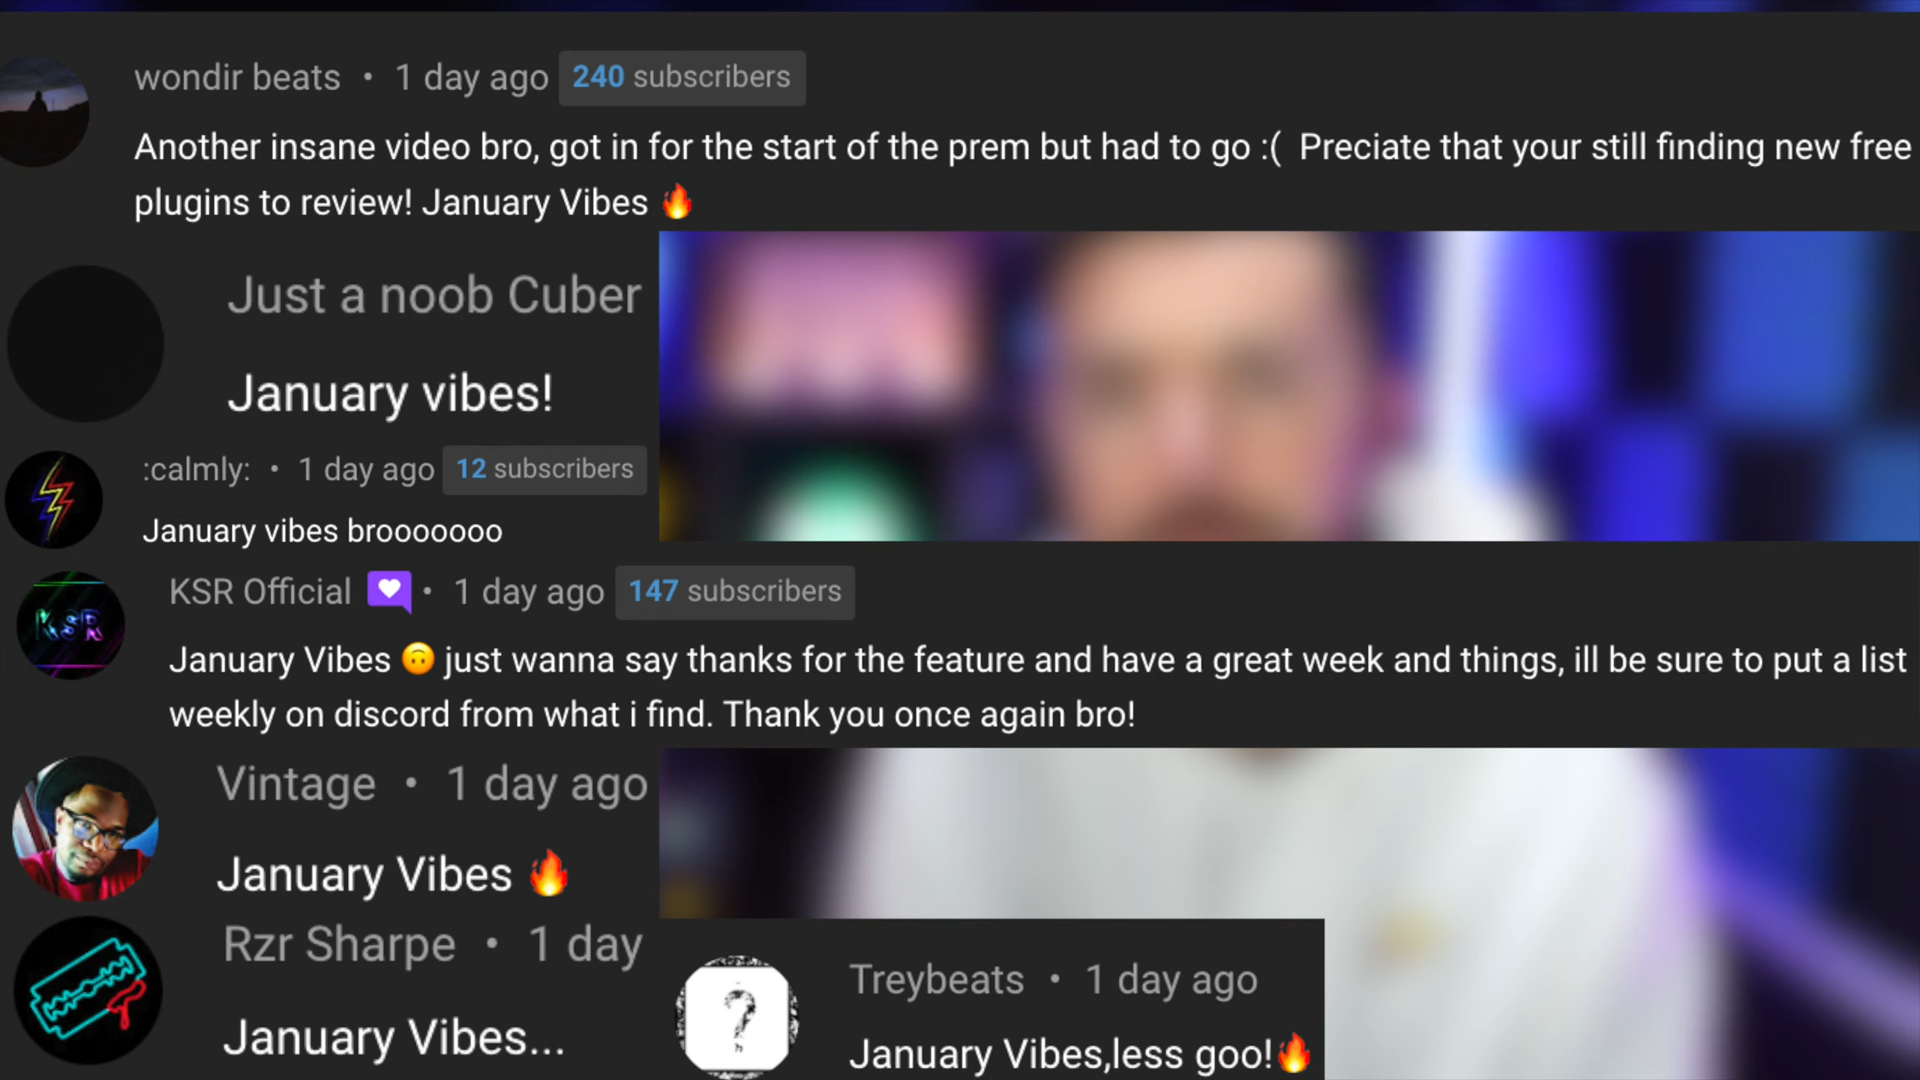 wondir beats • 1 day ago 240 subscribers
Another insane video bro, got in for the start of the prem but had to go :( Preciate that your still finding new free
plugins to review! January Vibes 🔥
Just a noob Cuber
January vibes!
:calmly: • 1 day ago 12 subscribers
January vibes brooooooo
KSR Official • 1 day ago 147 subscribers
KSR
January Vibes 🙃 just wanna say thanks for the feature and have a great week and things, ill be sure to put a list
weekly on discord from what i find. Thank you once again bro!
Vintage • 1 day ago
January Vibes 🔥
Rzr Sharpe • 1 day
January Vibes...
Treybeats • 1 day ago
?
January Vibes,less goo!🔥